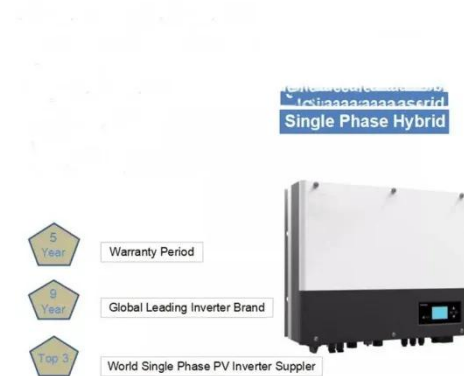 Single Phase Hybrid
5
Year
Warranty Period
9
Year
Global Leading Inverter Brand
Top 3
World Single Phase PV Inverter Suppler